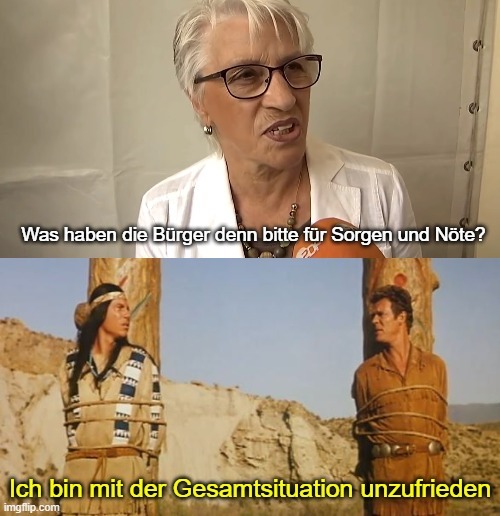 Was haben die Bürger denn bitte für Sorgen und Nöte?
Ich bin mit der Gesamtsituation unzufrieden
imgflip.com